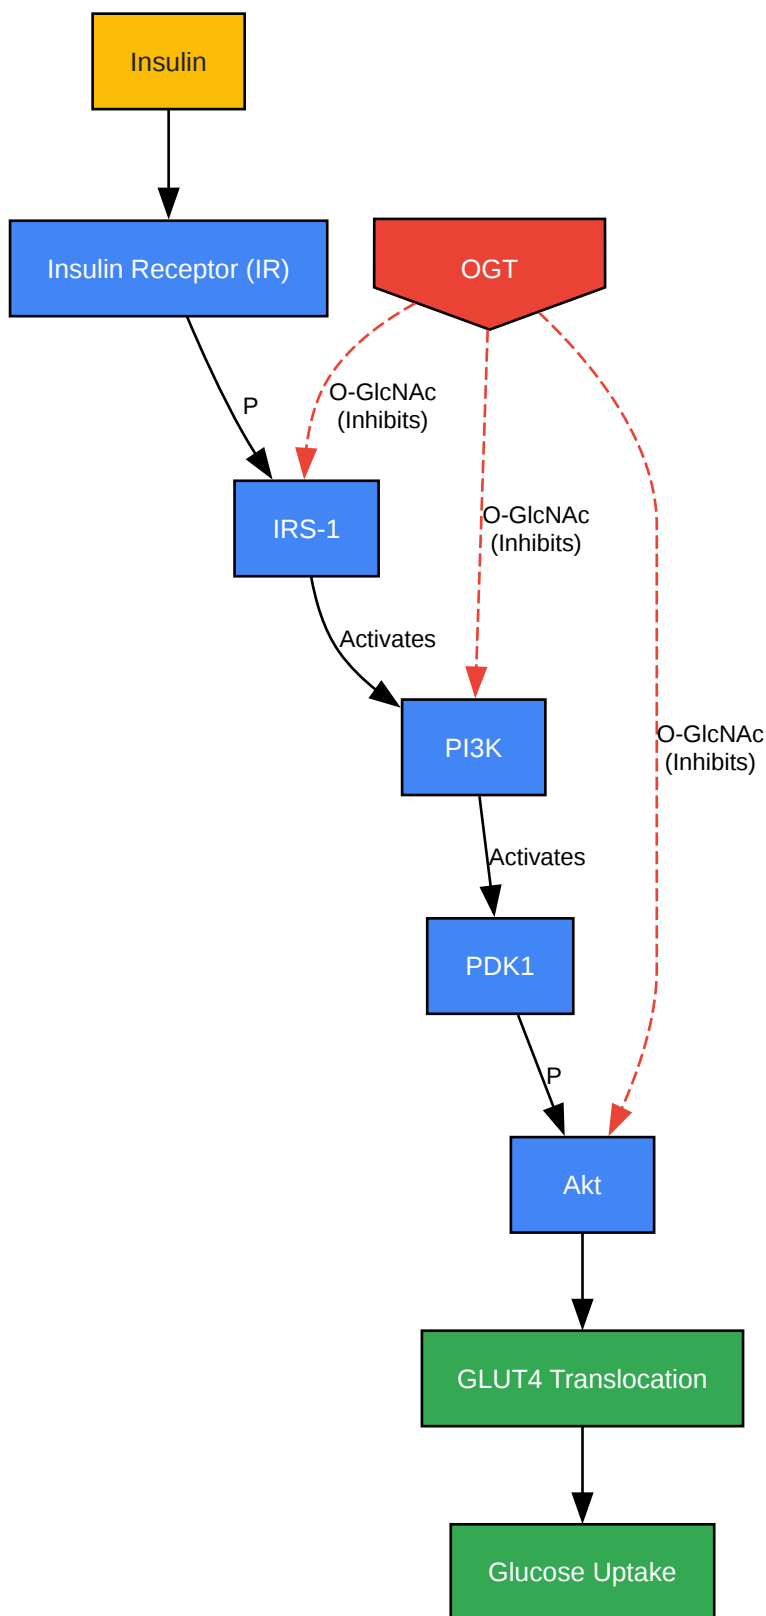 Insulin
Insulin Receptor (IR)
OGT
P
O-GlcNAc
(Inhibits)
IRS-1
O-GlcNAc
(Inhibits)
Activates
PI3K
O-GlcNAc
(Inhibits)
Activates
PDK1
P
Akt
GLUT4 Translocation
Glucose Uptake